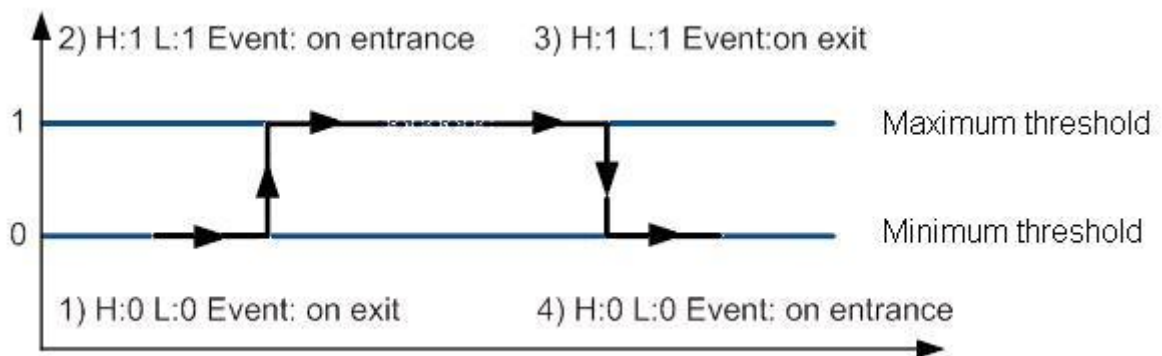 2) H:1 L:1 Event: on entrance
3) H:1 L:1 Event:on exit
1
Maximum threshold
0
Minimum threshold
1) H:0 L:0 Event: on exit
4) H:0 L:0 Event: on entrance